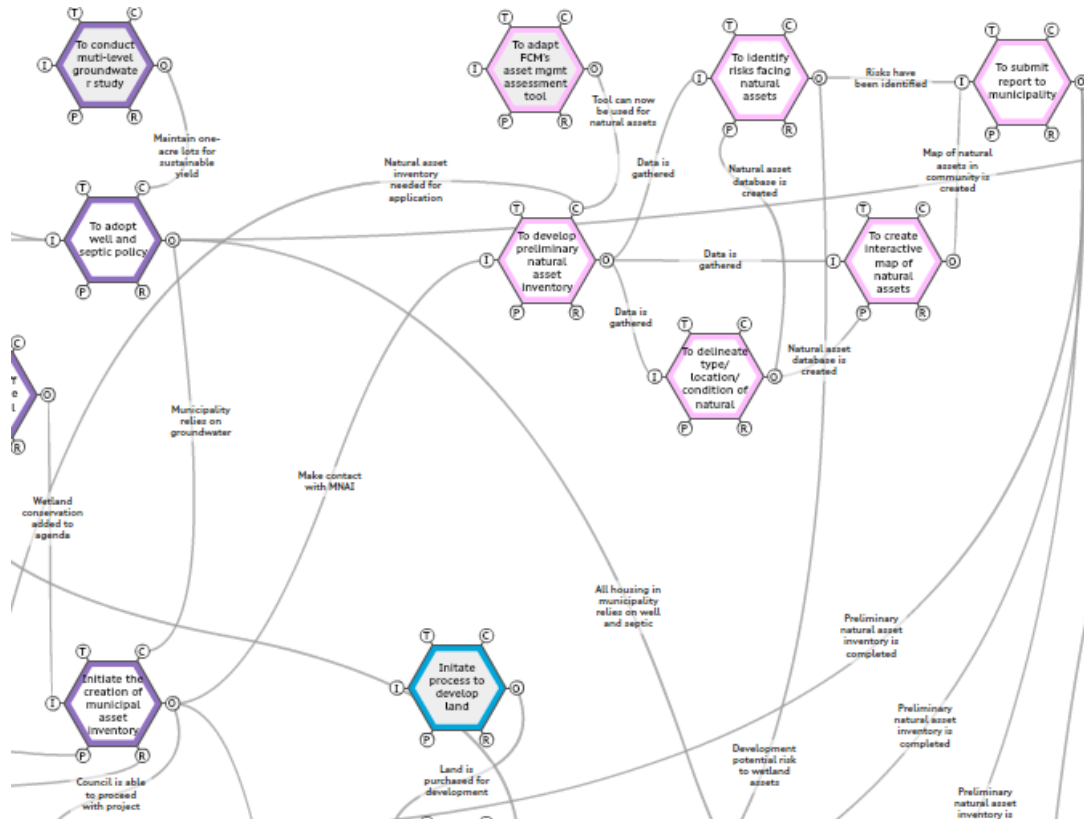 T
C
To conduct
muti-level
groundwate
r study
I
O
P
R
T
C
To adapt
FCM's
asset mgmt
assessment
tool
I
O
P
R
T
C
To identify
risks facing
natural
assets
I
O
P
R
T
C
To submit
report to
municipality
I
O
P
R
Risks have
been identified
Tool can now
be used for
natural assets
Maintain one-
acre lots for
sustainable
yield
Natural asset
inventory
needed for
application
Data is
gathered
Natural asset
database is
created
Map of natural
assets in
community is
created
T
C
To adopt
well and
septic policy
I
O
P
R
T
C
To develop
preliminary
natural
asset
inventory
I
O
P
R
Data is
gathered
T
C
To create
interactive
map of
natural
assets
I
O
P
R
Data is
gathered
T
C
To delineate
type/
location/
condition of
natural
I
O
P
R
Natural asset
database is
created
C
O
R
Municipality
relies on
groundwater
Make contact
with MNAI
Wetland
conservation
added to
agenda
All housing in
municipality
relies on well
and septic
Preliminary
natural asset
inventory is
completed
T
C
Initiate the
creation of
municipal
asset
inventory
I
O
P
R
T
C
Initate
process to
develop
land
I
O
P
R
Preliminary
natural asset
inventory is
completed
Council is able
to proceed
with project
Land is
purchased for
development
Development
potential risk
to wetland
assets
Preliminary
natural asset
inventory is